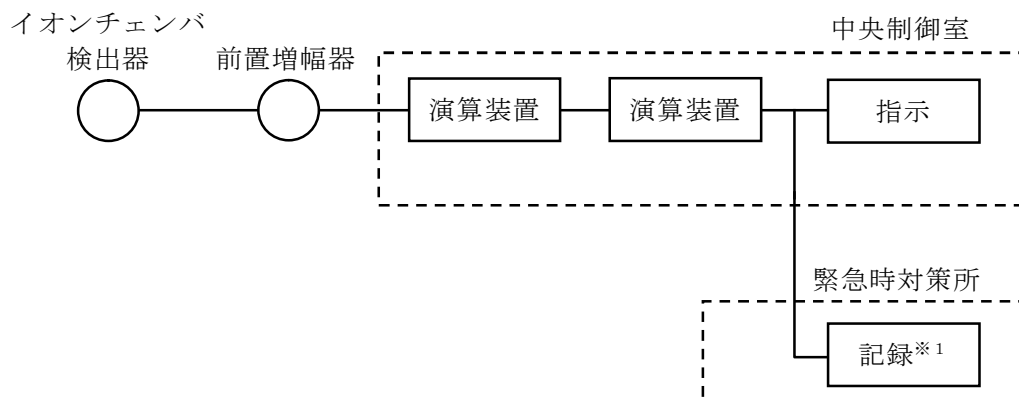 イオンチェンバ
検出器
前置増幅器
中央制御室
演算装置
演算装置
指示
緊急時対策所
記録※1